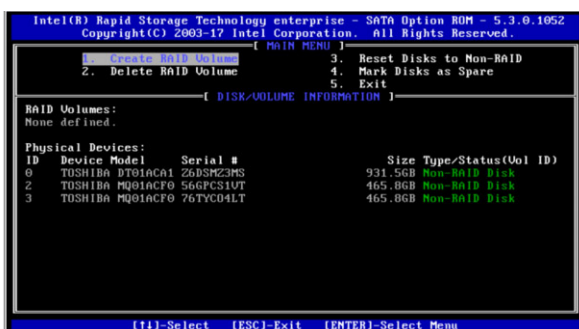 Intel(R) Rapid Storage Technology enterprise - SATA Option ROM - 5.3.0.1052
Copyright(C) 2003-17 Intel Corporation. All Rights Reserved.
[ MAIN MENU ]
1. Create RAID Volume 3. Reset Disks to Non-RAID
2. Delete RAID Volume 4. Mark Disks as Spare
5. Exit
[ DISK/VOLUME INFORMATION ]
RAID Volumes:
None defined.
Physical Devices:
ID Device Model Serial # Size Type/Status(Vol ID)
0 TOSHIBA DT01ACA1 Z6DSMZ3MS 931.5GB Non-RAID Disk
2 TOSHIBA MQ01ACF0 56GPCS1VT 465.8GB Non-RAID Disk
3 TOSHIBA MQ01ACF0 76TYC04LT 465.8GB Non-RAID Disk
[↑↓]-Select [ESC]-Exit [ENTER]-Select Menu